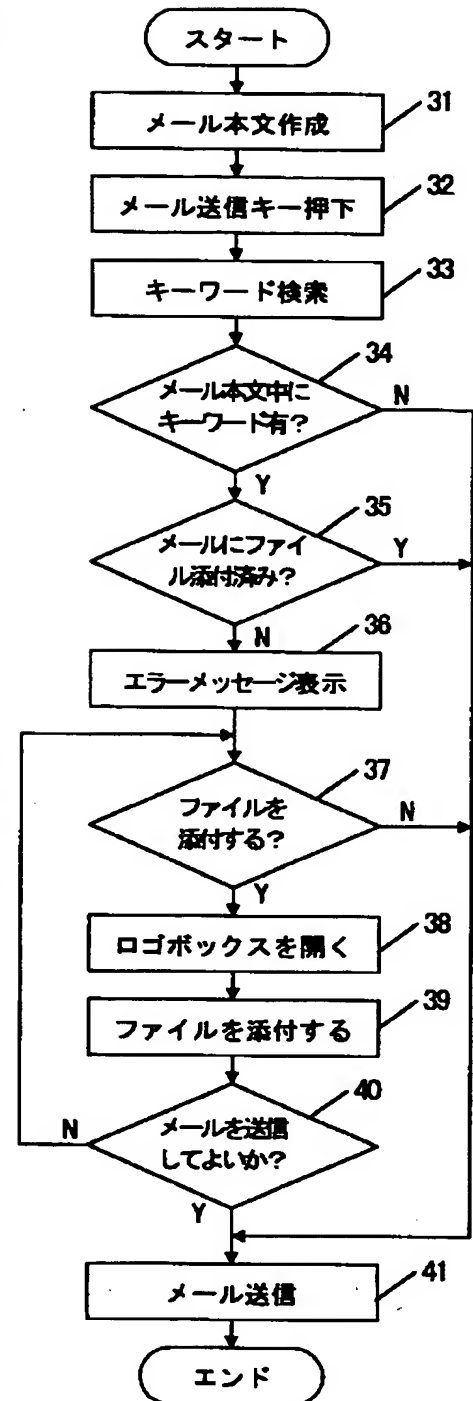 スタート
メール本文作成
31
メール送信キー押下
32
キーワード検索
33
メール本文中に
キーワード有?
34
N
Y
メールにファイ
ル添付済み?
35
Y
N
エラーメッセージ表示
36
ファイルを
添付する?
37
N
Y
ロゴボックスを開く
38
ファイルを添付する
39
メールを送信
してよいか?
40
N
Y
メール送信
41
エンド